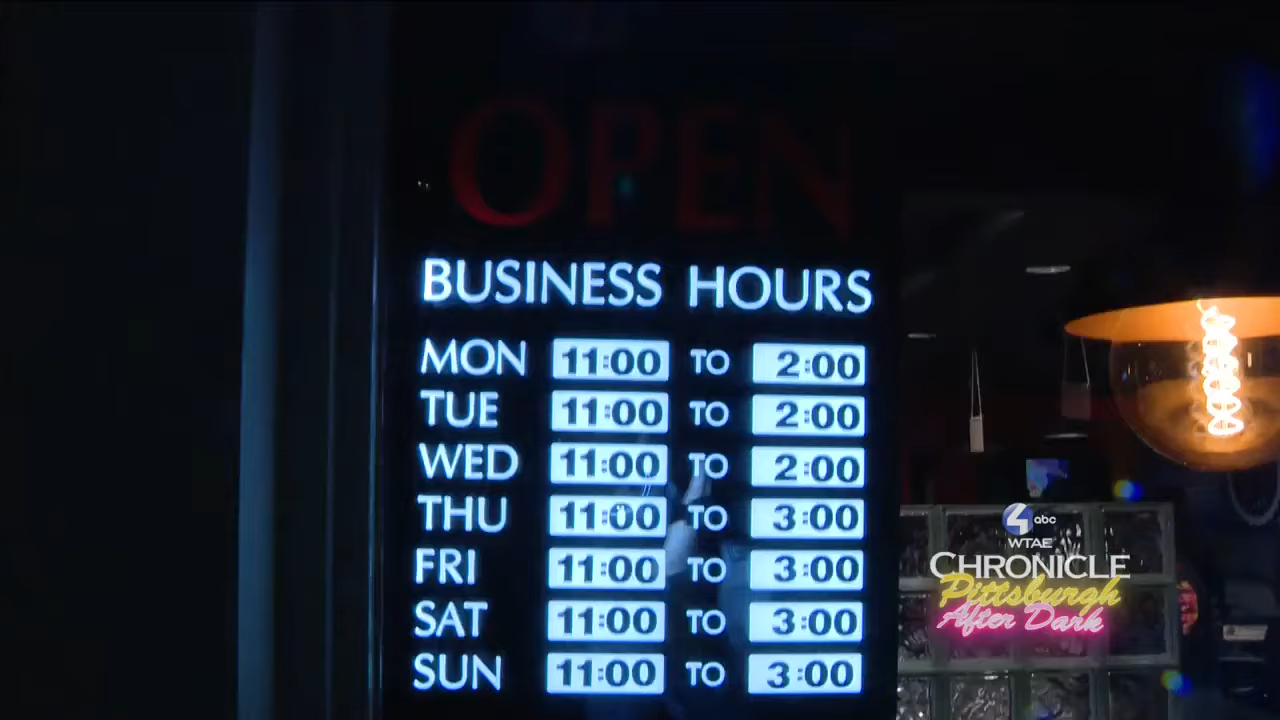 OPEN
BUSINESS HOURS
MON 11:00 TO 2:00
TUE 11:00 TO 2:00
WED 11:00 TO 2:00
THU 11:00 TO 3:00
FRI 11:00 TO 3:00
SAT 11:00 TO 3:00
SUN 11:00 TO 3:00
4 abc
WTAE
CHRONICLE
Pittsburgh
After Dark